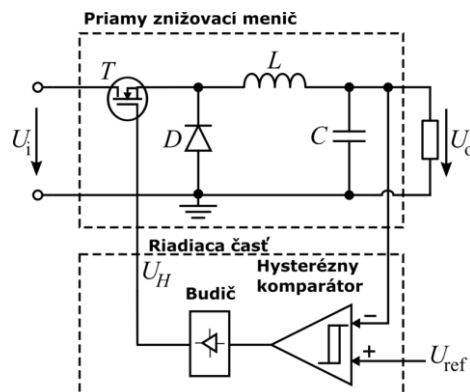 Priamy znižovací menič
T
L
U_i
D
C
U_o
Riadiaca časť
U_H
Hysterézny
komparátor
Budič
−
+
U_ref